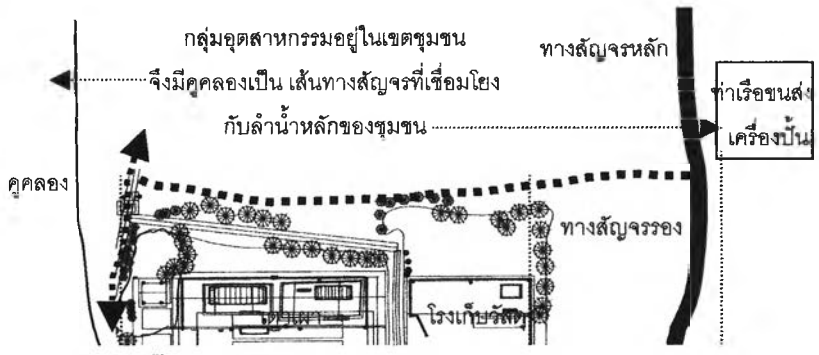 กลุ่มอุตสาหกรรมอยู่ในเขตชุมชน
จึงมีคูคลองเป็น เส้นทางสัญจรที่เชื่อมโยง
กับลำน้ำหลักของชุมชน
ทางสัญจรหลัก
ท่าเรือขนส่ง
เครื่องปั้น
คูคลอง
ทางสัญจรรอง
เตาเผา
โรงเก็บวัสดุ